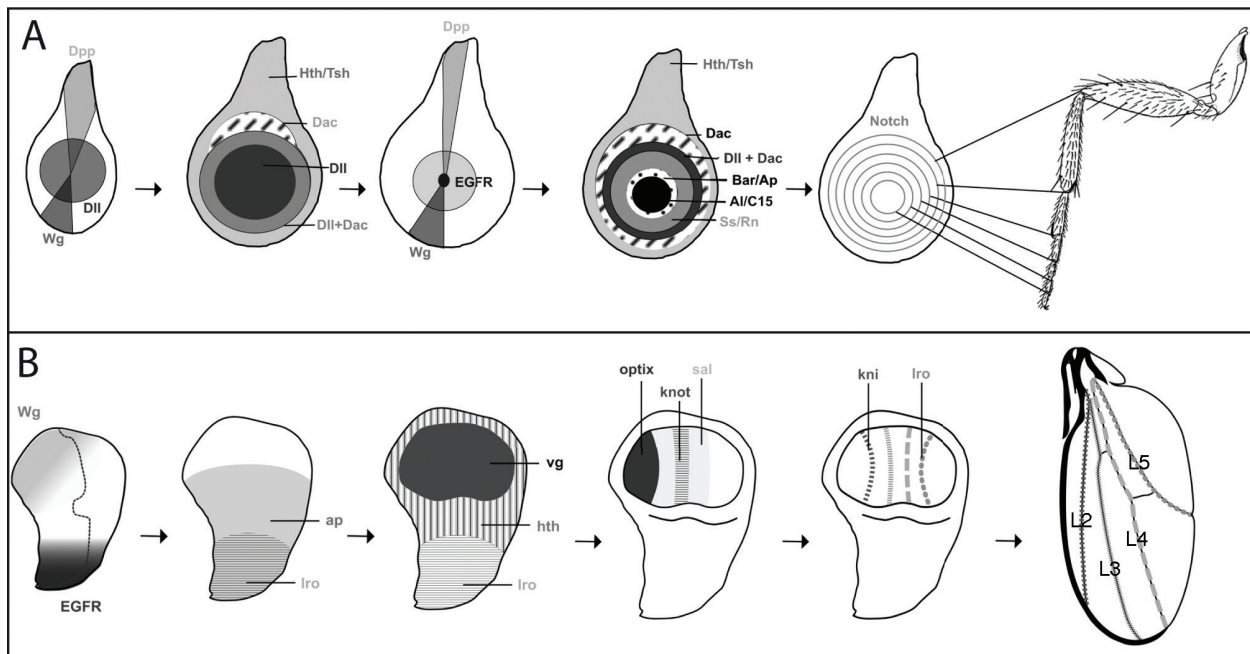 A
Dpp
Dll
Wg
Hth/Tsh
Dac
Dll
Dll+Dac
Dpp
EGFR
Wg
Hth/Tsh
Dac
Dll + Dac
Bar/Ap
Al/C15
Ss/Rn
Notch
B
Wg
EGFR
ap
Iro
vg
hth
Iro
optix
knot
sal
kni
Iro
L2
L3
L4
L5